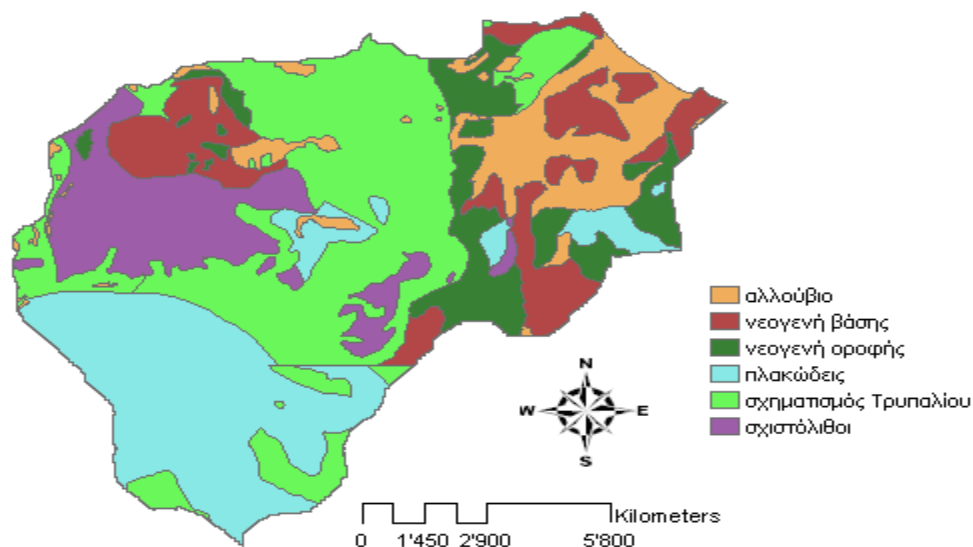 αλλούβιο
νεογενή βάσης
νεογενή οροφής
πλακώδεις
σχηματισμός Τρυπαλίου
σχιστόλιθοι
N
W E
S
Kilometers
0 1'450 2'900 5'800